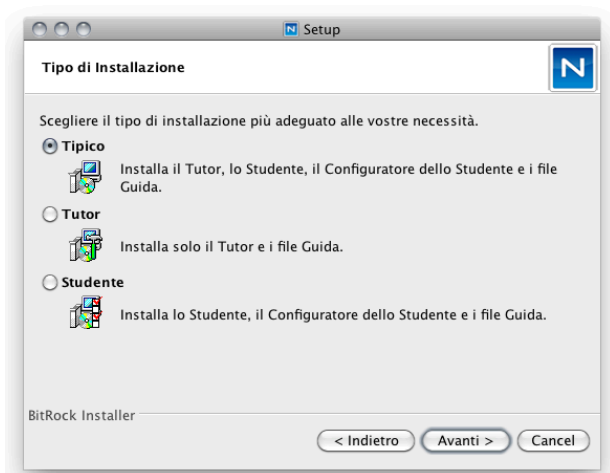 Setup
Tipo di Installazione
N
Scegliere il tipo di installazione più adeguato alle vostre necessità.
Tipico
Installa il Tutor, lo Studente, il Configuratore dello Studente e i file
Guida.
Tutor
Installa solo il Tutor e i file Guida.
Studente
Installa lo Studente, il Configuratore dello Studente e i file Guida.
BitRock Installer
< Indietro
Avanti >
Cancel